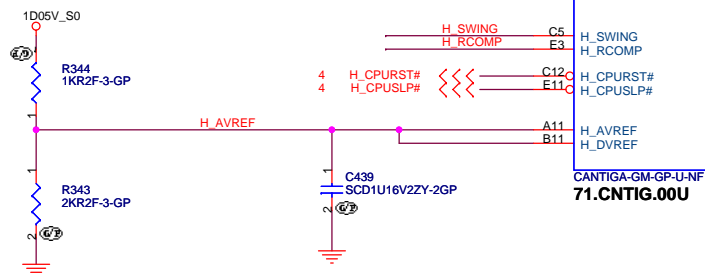 1D05V_S0
H_SWING C5 H_SWING
H_RCOMP E3 H_RCOMP
R344
1KR2F-3-GP
1
4 H_CPURST# C12 H_CPURST#
4 H_CPUSLP# E11 H_CPUSLP#
H_AVREF A11 H_AVREF
B11 H_DVREF
1
R343
2KR2F-3-GP
2
G/P
1
C439
SCD1U16V2ZY-2GP
2
G/P
CANTIGA-GM-GP-U-NF
71.CNTIG.00U